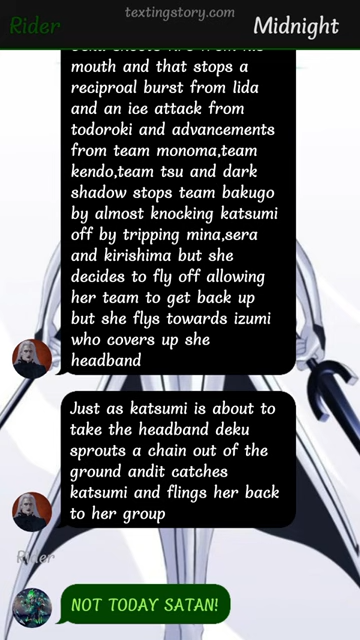 textingstory.com
Rider
Midnight
mouth and that stops a
reciproal burst from lida
and an ice attack from
todoroki and advancements
from team monoma,team
kendo,team tsu and dark
shadow stops team bakugo
by almost knocking katsumi
off by tripping mina,sera
and kirishima but she
decides to fly off allowing
her team to get back up
but she flys towards izumi
who covers up she
headband
Just as katsumi is about to
take the headband deku
sprouts a chain out of the
ground andit catches
katsumi and flings her back
to her group
Ryder
NOT TODAY SATAN!